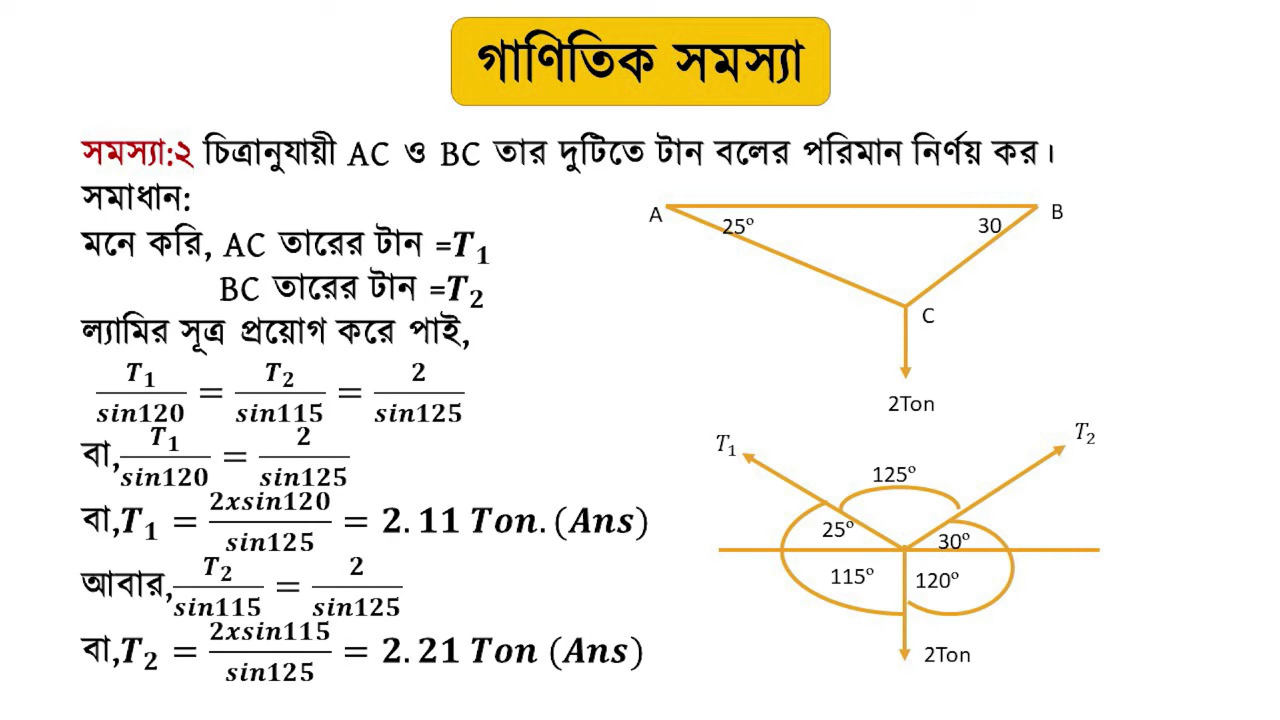 গাণিতিক সমস্যা
সমস্যা:২ চিত্রানুযায়ী AC ও BC তার দুটিতে টান বলের পরিমান নির্ণয় কর।
সমাধান:
মনে করি, AC তারের টান =T₁
BC তারের টান =T₂
ল্যামির সূত্র প্রয়োগ করে পাই,
T₁/sin120 = T₂/sin115 = 2/sin125
বা,T₁/sin120 = 2/sin125
বা,T₁ = 2xsin120/sin125 = 2.11 Ton.(Ans)
আবার,T₂/sin115 = 2/sin125
বা,T₂ = 2xsin115/sin125 = 2.21 Ton (Ans)
A
25°
30
B
C
2Ton
T₁
T₂
125°
25°
30°
115°
120°
2Ton